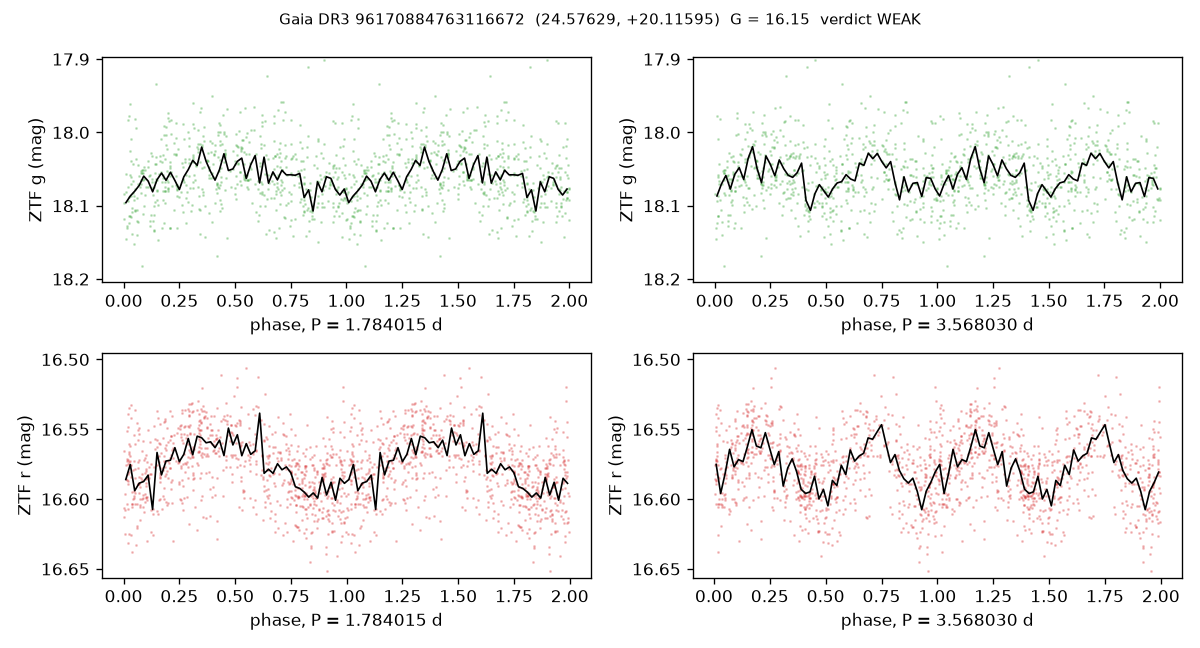 Gaia DR3 96170884763116672 (24.57629, +20.11595) G = 16.15 verdict WEAK
17.9
18.0
18.1
18.2
ZTF g (mag)
0.00 0.25 0.50 0.75 1.00 1.25 1.50 1.75 2.00
phase, P = 1.784015 d
17.9
18.0
18.1
18.2
ZTF g (mag)
0.00 0.25 0.50 0.75 1.00 1.25 1.50 1.75 2.00
phase, P = 3.568030 d
16.50
16.55
16.60
16.65
ZTF r (mag)
0.00 0.25 0.50 0.75 1.00 1.25 1.50 1.75 2.00
phase, P = 1.784015 d
16.50
16.55
16.60
16.65
ZTF r (mag)
0.00 0.25 0.50 0.75 1.00 1.25 1.50 1.75 2.00
phase, P = 3.568030 d